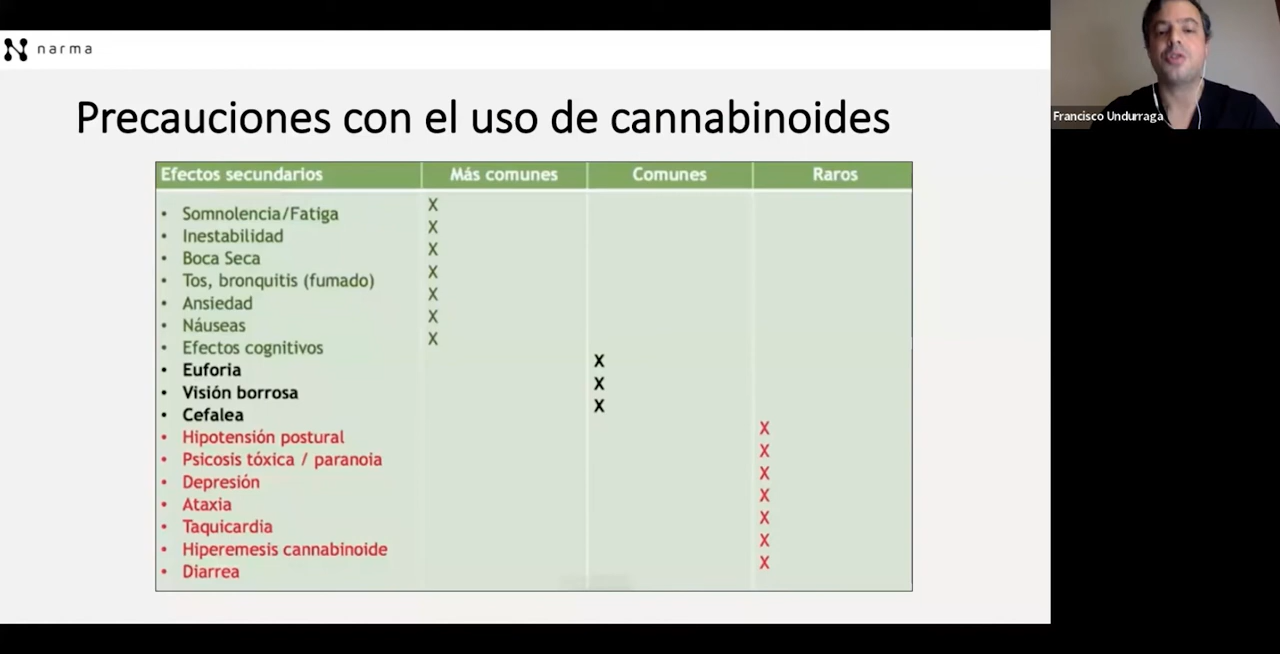 narma
Francisco Undurraga
Precauciones con el uso de cannabinoides
Efectos secundarios Más comunes Comunes Raros
• Somnolencia/Fatiga X
• Inestabilidad X
• Boca Seca X
• Tos, bronquitis (fumado) X
• Ansiedad X
• Náuseas X
• Efectos cognitivos X
• Euforia X
• Visión borrosa X
• Cefalea X
• Hipotensión postural X
• Psicosis tóxica / paranoia X
• Depresión X
• Ataxia X
• Taquicardia X
• Hiperemesis cannabinoide X
• Diarrea X